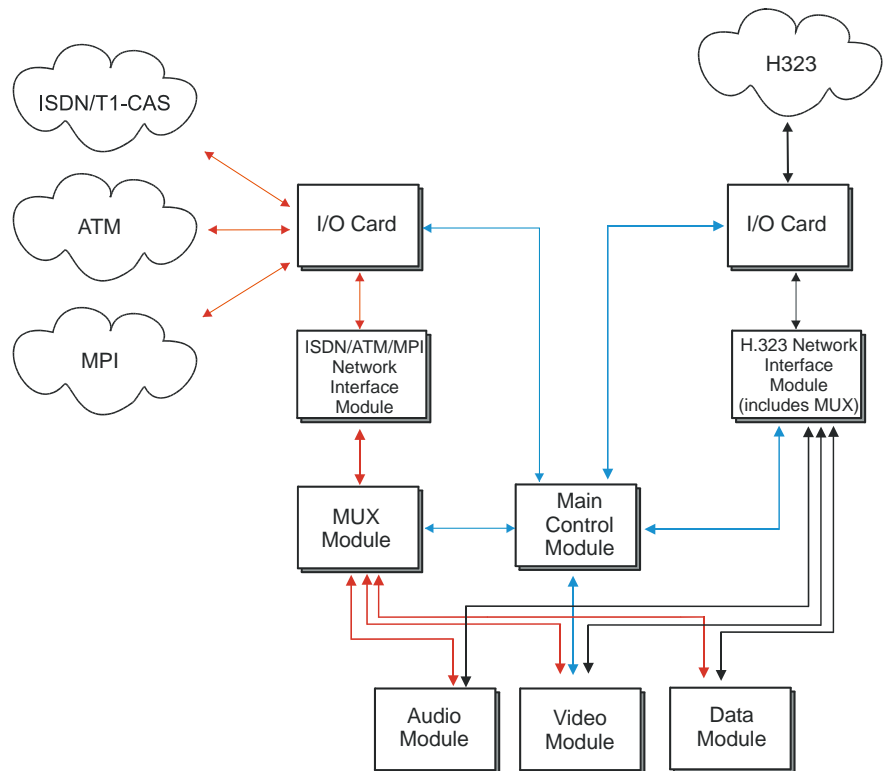 H323
ISDN/T1-CAS
ATM
MPI
I/O Card
I/O Card
ISDN/ATM/MPI
Network
Interface
Module
H.323 Network
Interface
Module
(includes MUX)
MUX
Module
Main
Control
Module
Audio
Module
Video
Module
Data
Module